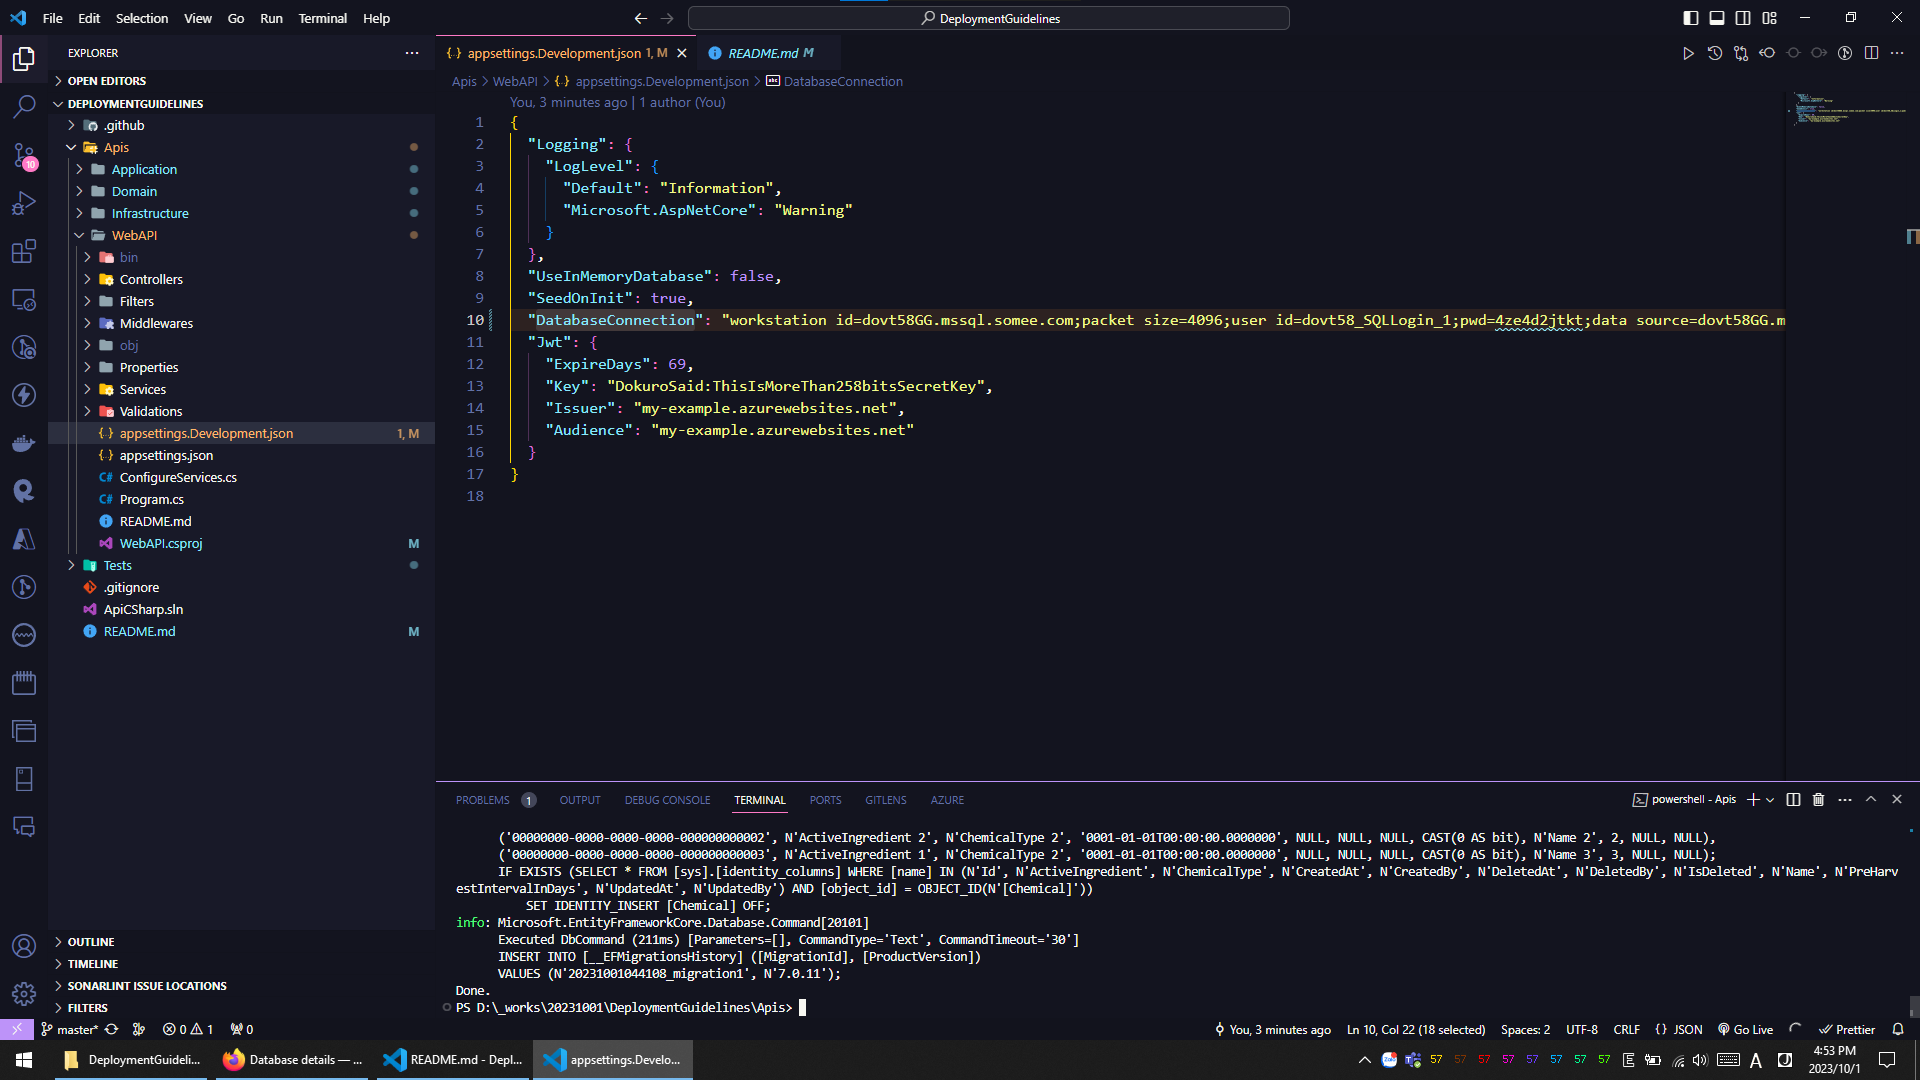 File Edit Selection View Go Run Terminal Help
DeploymentGuidelines
EXPLORER
OPEN EDITORS
DEPLOYMENTGUIDELINES
.github
Apis
Application
Domain
Infrastructure
WebAPI
bin
Controllers
Filters
Middlewares
obj
Properties
Services
Validations
appsettings.Development.json 1, M
appsettings.json
ConfigureServices.cs
Program.cs
README.md
WebAPI.csproj M
Tests
.gitignore
ApiCSharp.sln
README.md M
OUTLINE
TIMELINE
SONARLINT ISSUE LOCATIONS
FILTERS
10
appsettings.Development.json 1, M
README.md M
Apis > WebAPI > {} appsettings.Development.json > abc DatabaseConnection
You, 3 minutes ago | 1 author (You)
1 {
2 "Logging": {
3 "LogLevel": {
4 "Default": "Information",
5 "Microsoft.AspNetCore": "Warning"
6 }
7 },
8 "UseInMemoryDatabase": false,
9 "SeedOnInit": true,
10 "DatabaseConnection": "workstation id=dovt58GG.mssql.somee.com;packet size=4096;user id=dovt58_SQLLogin_1;pwd=4ze4d2jtkt;data source=dovt58GG.m
11 "Jwt": {
12 "ExpireDays": 69,
13 "Key": "DokuroSaid:ThisIsMoreThan258bitsSecretKey",
14 "Issuer": "my-example.azurewebsites.net",
15 "Audience": "my-example.azurewebsites.net"
16 }
17 }
18
PROBLEMS 1 OUTPUT DEBUG CONSOLE TERMINAL PORTS GITLENS AZURE
powershell - Apis
('00000000-0000-0000-0000-000000000002', N'ActiveIngredient 2', N'ChemicalType 2', '0001-01-01T00:00:00.0000000', NULL, NULL, NULL, CAST(0 AS bit), N'Name 2', 2, NULL, NULL),
('00000000-0000-0000-0000-000000000003', N'ActiveIngredient 1', N'ChemicalType 2', '0001-01-01T00:00:00.0000000', NULL, NULL, NULL, CAST(0 AS bit), N'Name 3', 3, NULL, NULL);
IF EXISTS (SELECT * FROM [sys].[identity_columns] WHERE [name] IN (N'Id', N'ActiveIngredient', N'ChemicalType', N'CreatedAt', N'CreatedBy', N'DeletedAt', N'DeletedBy', N'IsDeleted', N'Name', N'PreHarv
estIntervalInDays', N'UpdatedAt', N'UpdatedBy') AND [object_id] = OBJECT_ID(N'[Chemical]'))
SET IDENTITY_INSERT [Chemical] OFF;
info: Microsoft.EntityFrameworkCore.Database.Command[20101]
Executed DbCommand (211ms) [Parameters=[], CommandType='Text', CommandTimeout='30']
INSERT INTO [__EFMigrationsHistory] ([MigrationId], [ProductVersion])
VALUES (N'20231001044108_migration1', N'7.0.11');
Done.
PS D:\_works\20231001\DeploymentGuidelines\Apis>
master* 0 1 0
You, 3 minutes ago Ln 10, Col 22 (18 selected) Spaces: 2 UTF-8 CRLF {} JSON Go Live Prettier
DeploymentGuideli... Database details — ... README.md - Depl... appsettings.Develo...
57 57 57 57 57 57 57 57 A J
4:53 PM
2023/10/1